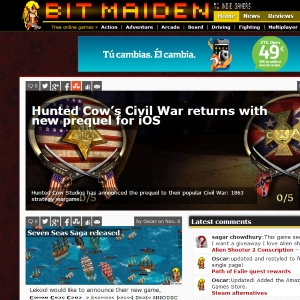 BIT MAIDEN
TO INDIE GAMERS
Home News Reviews
free online games • Action • Adventure • Arcade • Board • Driving • Fighting • Multiplayer
Tú cambias. Él cambia.
49€
Hunted Cow's Civil War returns with
new prequel for iOS
Hunted Cow Studios has announced the prequel to their popular Civil War: 1863
strategy wargame.
0/5
0/5
by Oscar on Nov. 8
Seven Seas Saga released
Lekool would like to announce their new game,
Latest comments
sagar chowdhury: This game see
I want a giveaway I love Alien sh
Alien Shooter 2 Conscription –
Oscar: updated and restyled to fi
single page!
Path of Exile quest rewards
Oscar: Updated. Added the Amaz
Games Store.
Steam alternatives